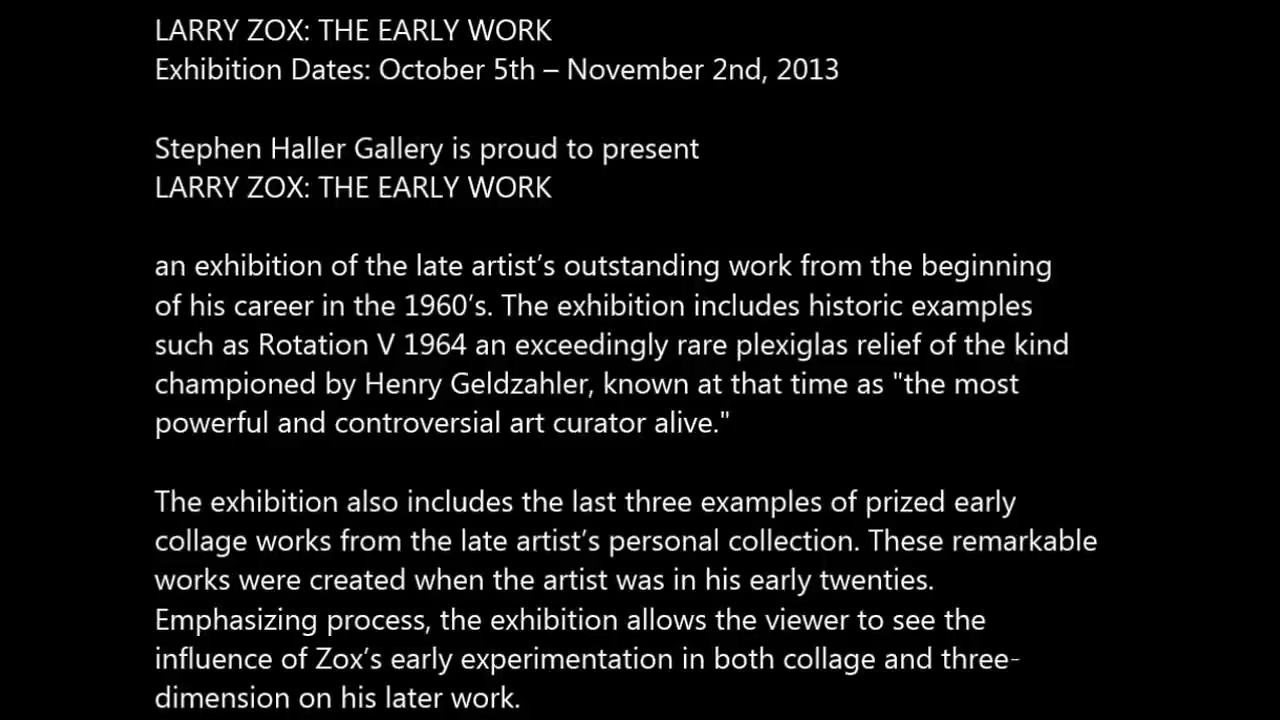 LARRY ZOX: THE EARLY WORK
Exhibition Dates: October 5th – November 2nd, 2013
Stephen Haller Gallery is proud to present
LARRY ZOX: THE EARLY WORK
an exhibition of the late artist’s outstanding work from the beginning
of his career in the 1960’s. The exhibition includes historic examples
such as Rotation V 1964 an exceedingly rare plexiglas relief of the kind
championed by Henry Geldzahler, known at that time as "the most
powerful and controversial art curator alive."
The exhibition also includes the last three examples of prized early
collage works from the late artist’s personal collection. These remarkable
works were created when the artist was in his early twenties.
Emphasizing process, the exhibition allows the viewer to see the
influence of Zox’s early experimentation in both collage and three-
dimension on his later work.